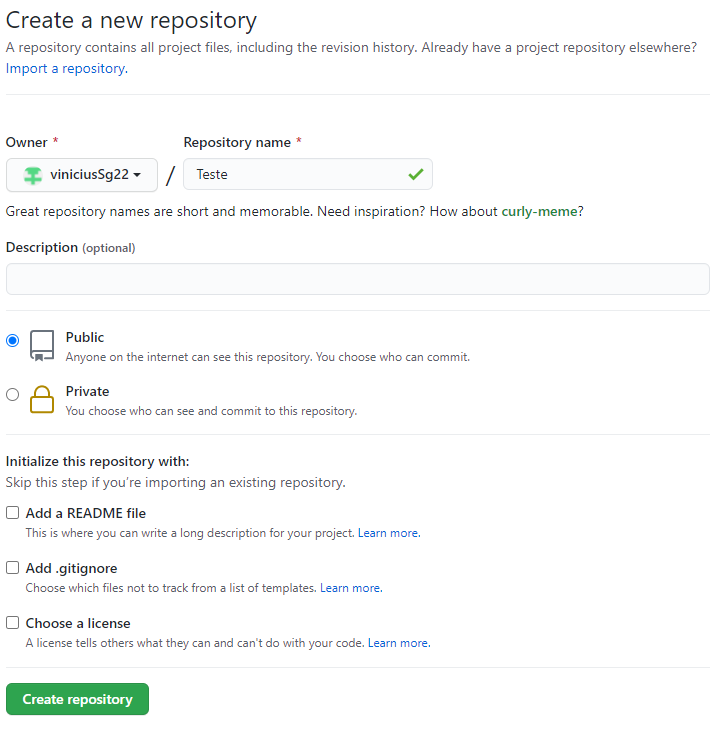 Create a new repository
A repository contains all project files, including the revision history. Already have a project repository elsewhere?
Import a repository.
Owner * Repository name *
viniciusSg22 / Teste
Great repository names are short and memorable. Need inspiration? How about curly-meme?
Description (optional)
Public
Anyone on the internet can see this repository. You choose who can commit.
Private
You choose who can see and commit to this repository.
Initialize this repository with:
Skip this step if you're importing an existing repository.
Add a README file
This is where you can write a long description for your project. Learn more.
Add .gitignore
Choose which files not to track from a list of templates. Learn more.
Choose a license
A license tells others what they can and can't do with your code. Learn more.
Create repository